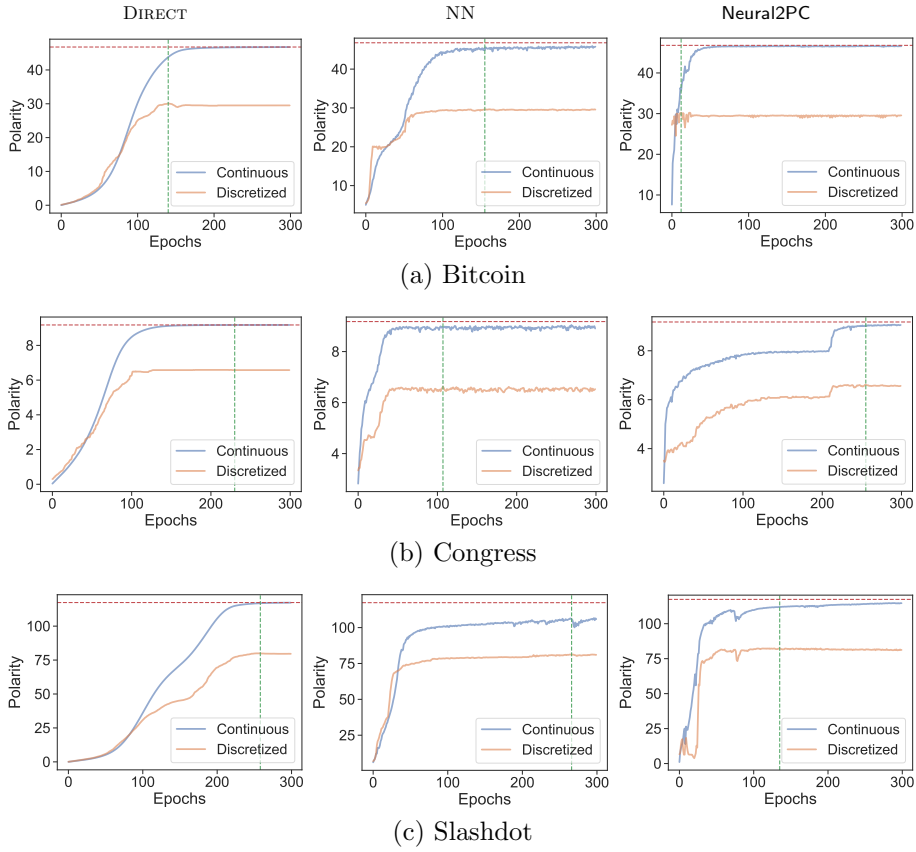 DIRECT NN Neural2PC
Polarity
40
30
20
10
0
0 100 200 300
Epochs
Continuous
Discretized
Polarity
40
30
20
10
0 100 200 300
Epochs
Continuous
Discretized
Polarity
40
30
20
10
0 100 200 300
Epochs
Continuous
Discretized
(a) Bitcoin
Polarity
8
6
4
2
0
0 100 200 300
Epochs
Continuous
Discretized
Polarity
8
6
4
0 100 200 300
Epochs
Continuous
Discretized
Polarity
8
6
4
0 100 200 300
Epochs
Continuous
Discretized
(b) Congress
Polarity
100
75
50
25
0
0 100 200 300
Epochs
Continuous
Discretized
Polarity
100
75
50
25
0 100 200 300
Epochs
Continuous
Discretized
Polarity
100
75
50
25
0
0 100 200 300
Epochs
Continuous
Discretized
(c) Slashdot